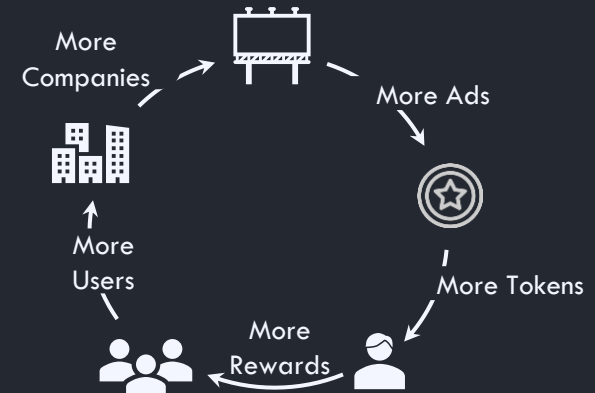 More
Companies
More Ads
More
Users
More Tokens
More
Rewards